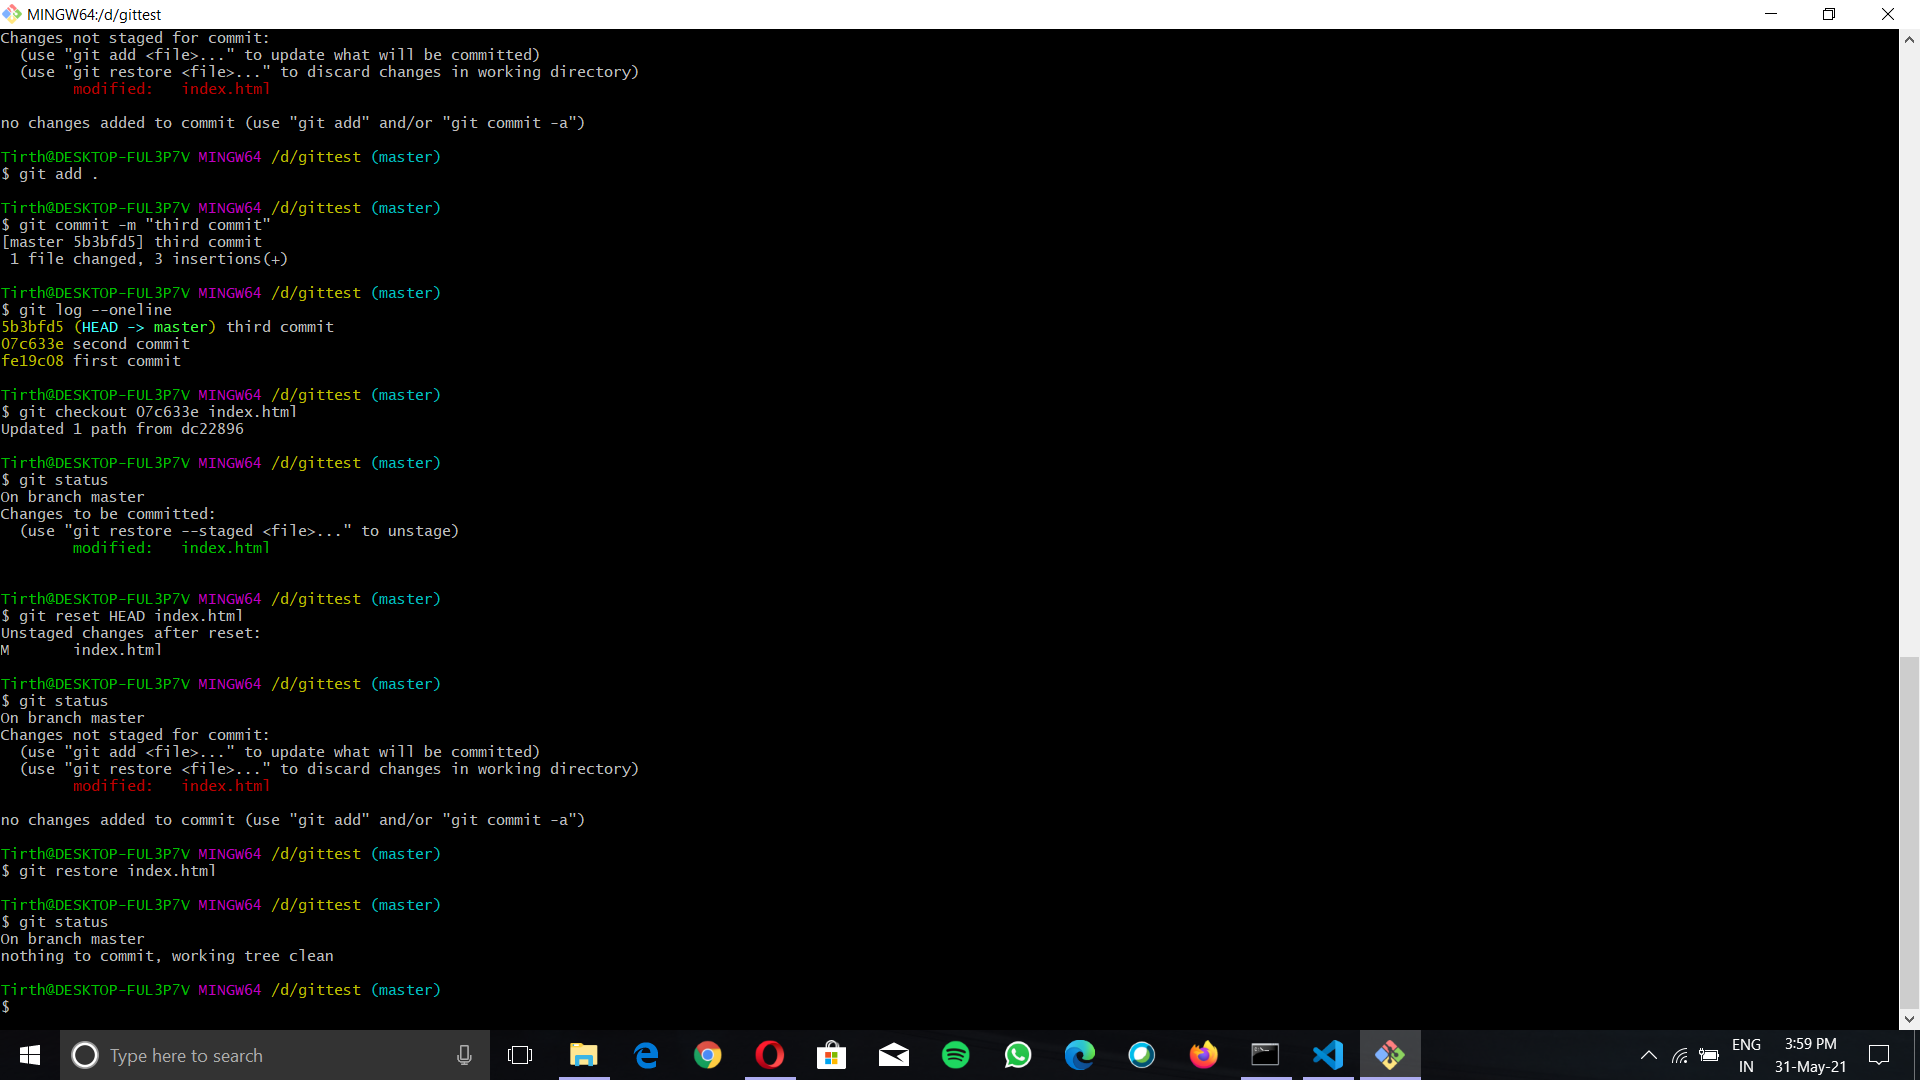 MINGW64:/d/gittest
Changes not staged for commit:
  (use "git add <file>..." to update what will be committed)
  (use "git restore <file>..." to discard changes in working directory)
        modified:   index.html

no changes added to commit (use "git add" and/or "git commit -a")

Tirth@DESKTOP-FUL3P7V MINGW64 /d/gittest (master)
$ git add .

Tirth@DESKTOP-FUL3P7V MINGW64 /d/gittest (master)
$ git commit -m "third commit"
[master 5b3bfd5] third commit
 1 file changed, 3 insertions(+)

Tirth@DESKTOP-FUL3P7V MINGW64 /d/gittest (master)
$ git log --oneline
5b3bfd5 (HEAD -> master) third commit
07c633e second commit
fe19c08 first commit

Tirth@DESKTOP-FUL3P7V MINGW64 /d/gittest (master)
$ git checkout 07c633e index.html
Updated 1 path from dc22896

Tirth@DESKTOP-FUL3P7V MINGW64 /d/gittest (master)
$ git status
On branch master
Changes to be committed:
  (use "git restore --staged <file>..." to unstage)
        modified:   index.html


Tirth@DESKTOP-FUL3P7V MINGW64 /d/gittest (master)
$ git reset HEAD index.html
Unstaged changes after reset:
M       index.html

Tirth@DESKTOP-FUL3P7V MINGW64 /d/gittest (master)
$ git status
On branch master
Changes not staged for commit:
  (use "git add <file>..." to update what will be committed)
  (use "git restore <file>..." to discard changes in working directory)
        modified:   index.html

no changes added to commit (use "git add" and/or "git commit -a")

Tirth@DESKTOP-FUL3P7V MINGW64 /d/gittest (master)
$ git restore index.html

Tirth@DESKTOP-FUL3P7V MINGW64 /d/gittest (master)
$ git status
On branch master
nothing to commit, working tree clean

Tirth@DESKTOP-FUL3P7V MINGW64 /d/gittest (master)
$
Type here to search
ENG
IN
3:59 PM
31-May-21